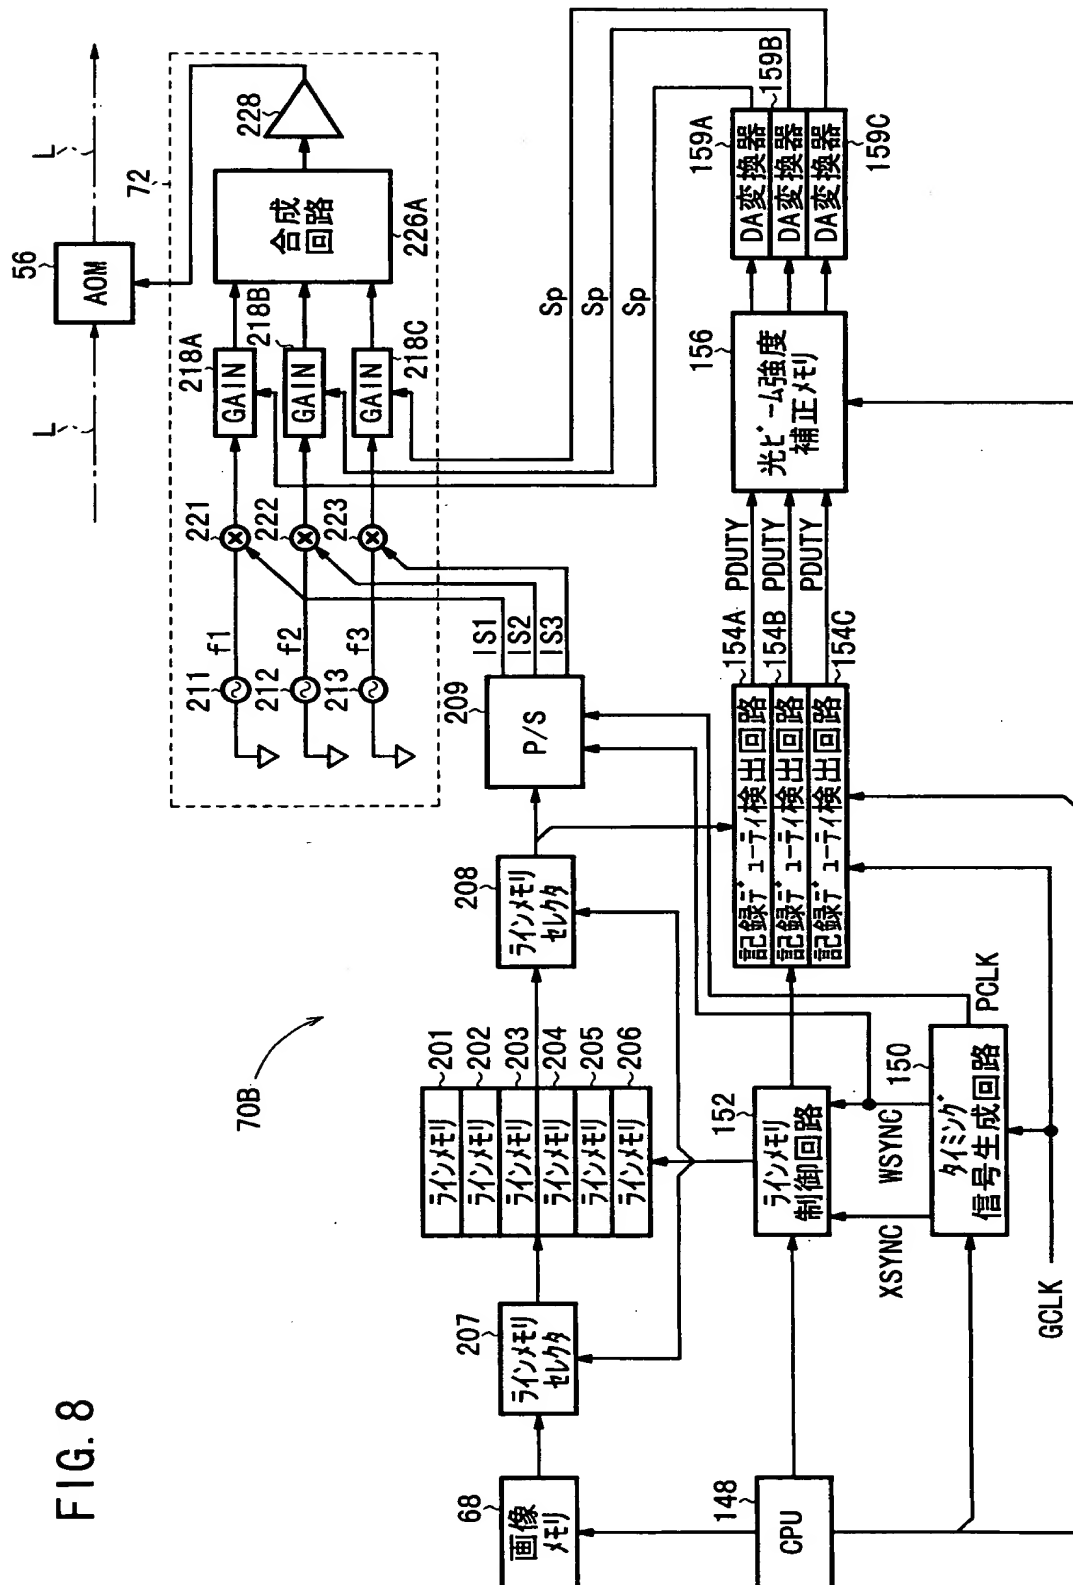 FIG. 8
70B
68
画像
メモリ
207
ラインメモリ
セレクタ
201
ラインメモリ
202
ラインメモリ
203
ラインメモリ
204
ラインメモリ
205
ラインメモリ
206
ラインメモリ
208
ラインメモリ
セレクタ
209
P/S
IS1
IS2
IS3
211
f1
212
f2
213
f3
221
222
223
218A
GAIN
218B
GAIN
218C
GAIN
合成
回路
226A
228
72
56
AOM
L
L
148
CPU
152
ラインメモリ
制御回路
XSYNC
WSYNC
150
タイミング
信号生成回路
PCLK
GCLK
154A
記録デューティ検出回路
154B
記録デューティ検出回路
154C
記録デューティ検出回路
PDUTY
PDUTY
PDUTY
156
光ビーム強度
補正メモリ
159A
DA変換器
159B
DA変換器
159C
DA変換器
Sp
Sp
Sp